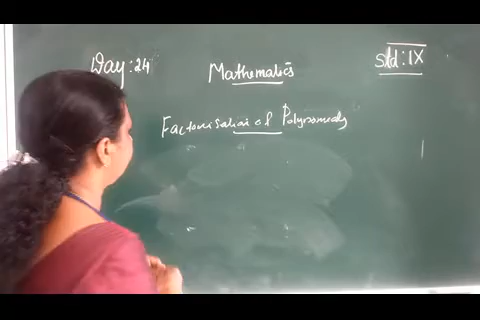 Day: 24 Mathematics Std: IX
Factorisation of Polynomials